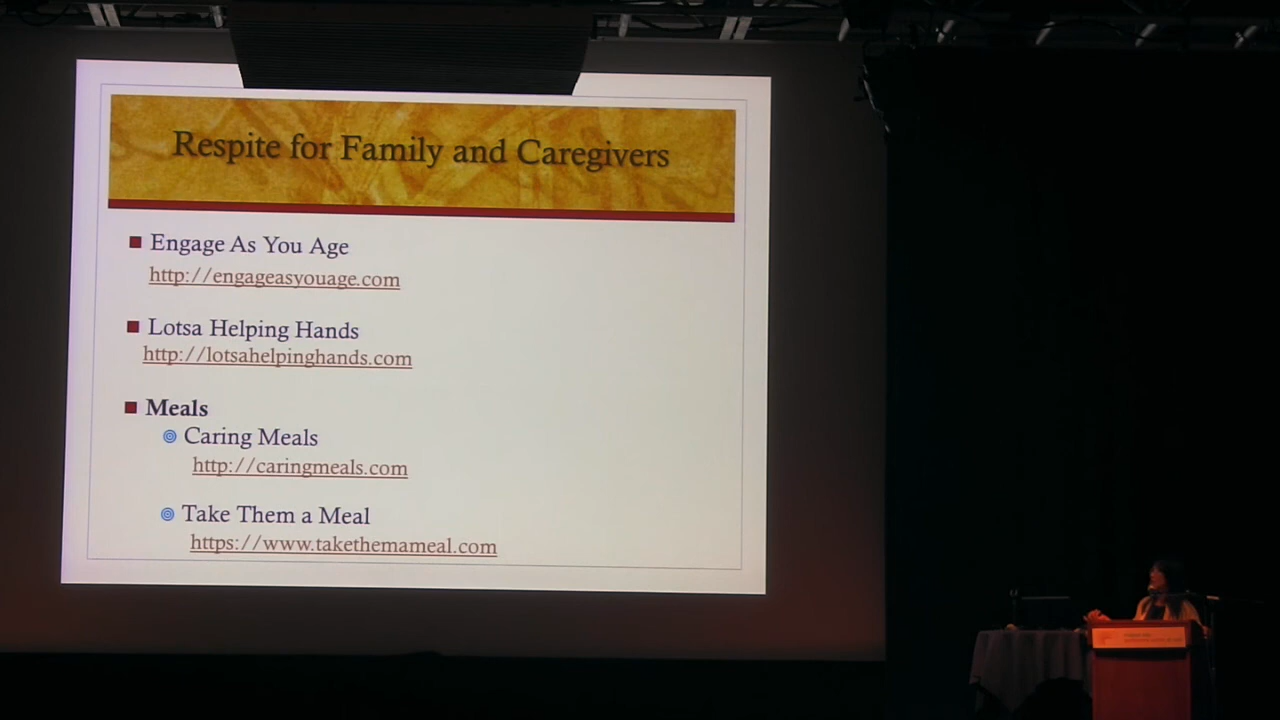 Respite for Family and Caregivers
Engage As You Age
http://engageasyouage.com
Lotsa Helping Hands
http://lotsahelpinghands.com
Meals
Caring Meals
http://caringmeals.com
Take Them a Meal
https://www.takethemameal.com